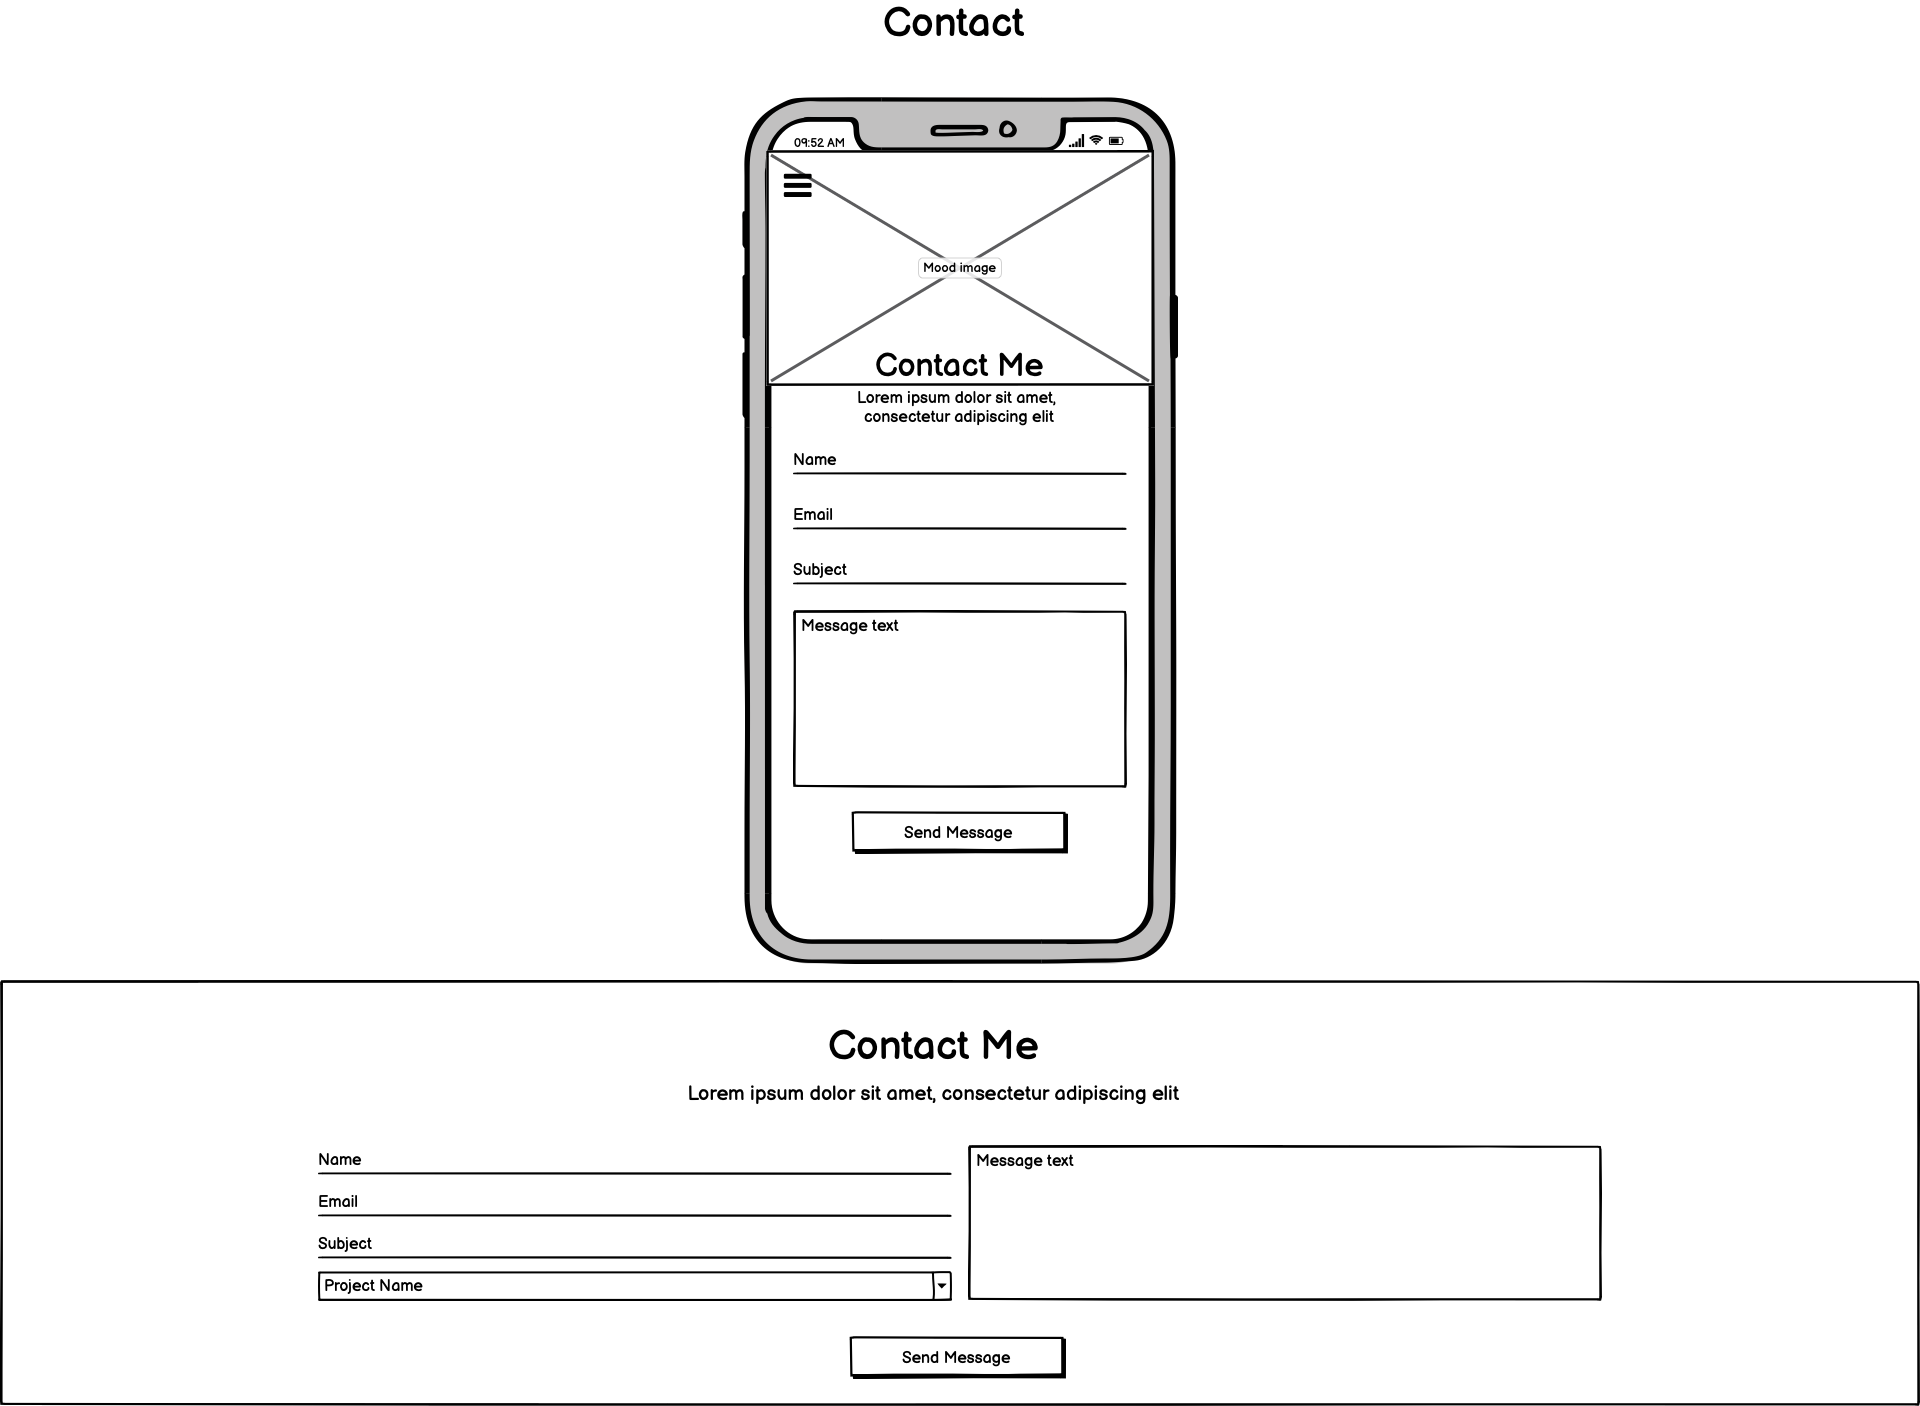 Contact
09:52 AM
Mood image
Contact Me
Lorem ipsum dolor sit amet,
consectetur adipiscing elit
Name
Email
Subject
Message text
Send Message
Contact Me
Lorem ipsum dolor sit amet, consectetur adipiscing elit
Name
Email
Subject
Project Name
Message text
Send Message